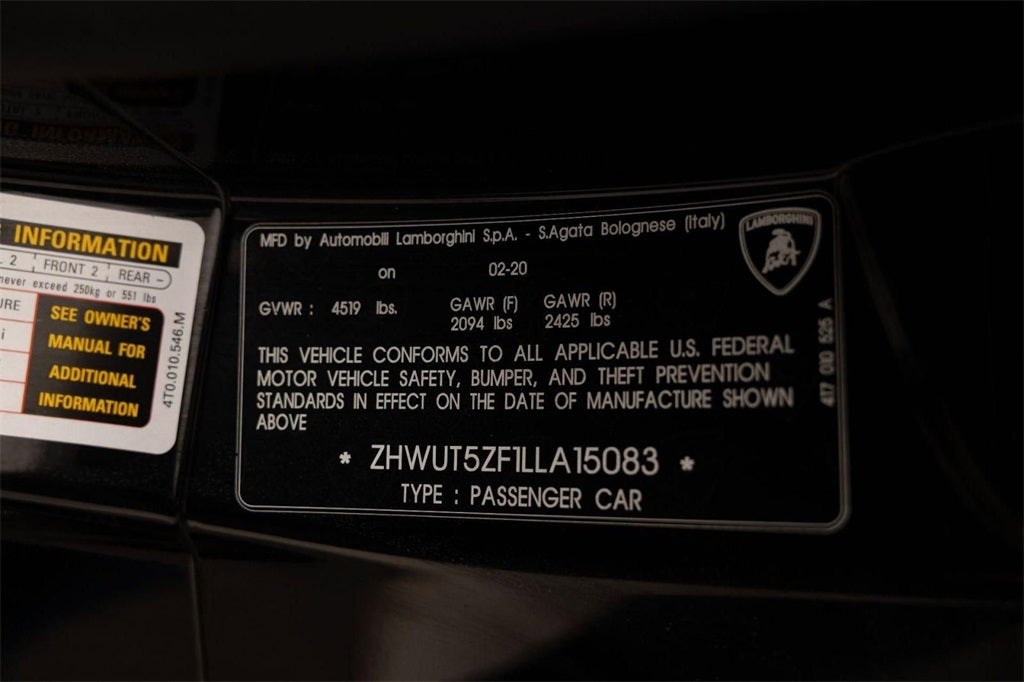 INFORMATION
2 FRONT 2 REAR -
never exceed 250kg or 551 lbs
SEE OWNER'S
MANUAL FOR
ADDITIONAL
INFORMATION
4T0.010.546.M
MFD by Automobili Lamborghini S.p.A. - S.Agata Bolognese (Italy)
on 02-20
GVWR : 4519 lbs. GAWR (F) GAWR (R)
2094 lbs 2425 lbs
THIS VEHICLE CONFORMS TO ALL APPLICABLE U.S. FEDERAL
MOTOR VEHICLE SAFETY, BUMPER, AND THEFT PREVENTION
STANDARDS IN EFFECT ON THE DATE OF MANUFACTURE SHOWN
ABOVE
* ZHWUT5ZF1LLA15083 *
TYPE : PASSENGER CAR
LAMBORGHINI
417 010 525 A